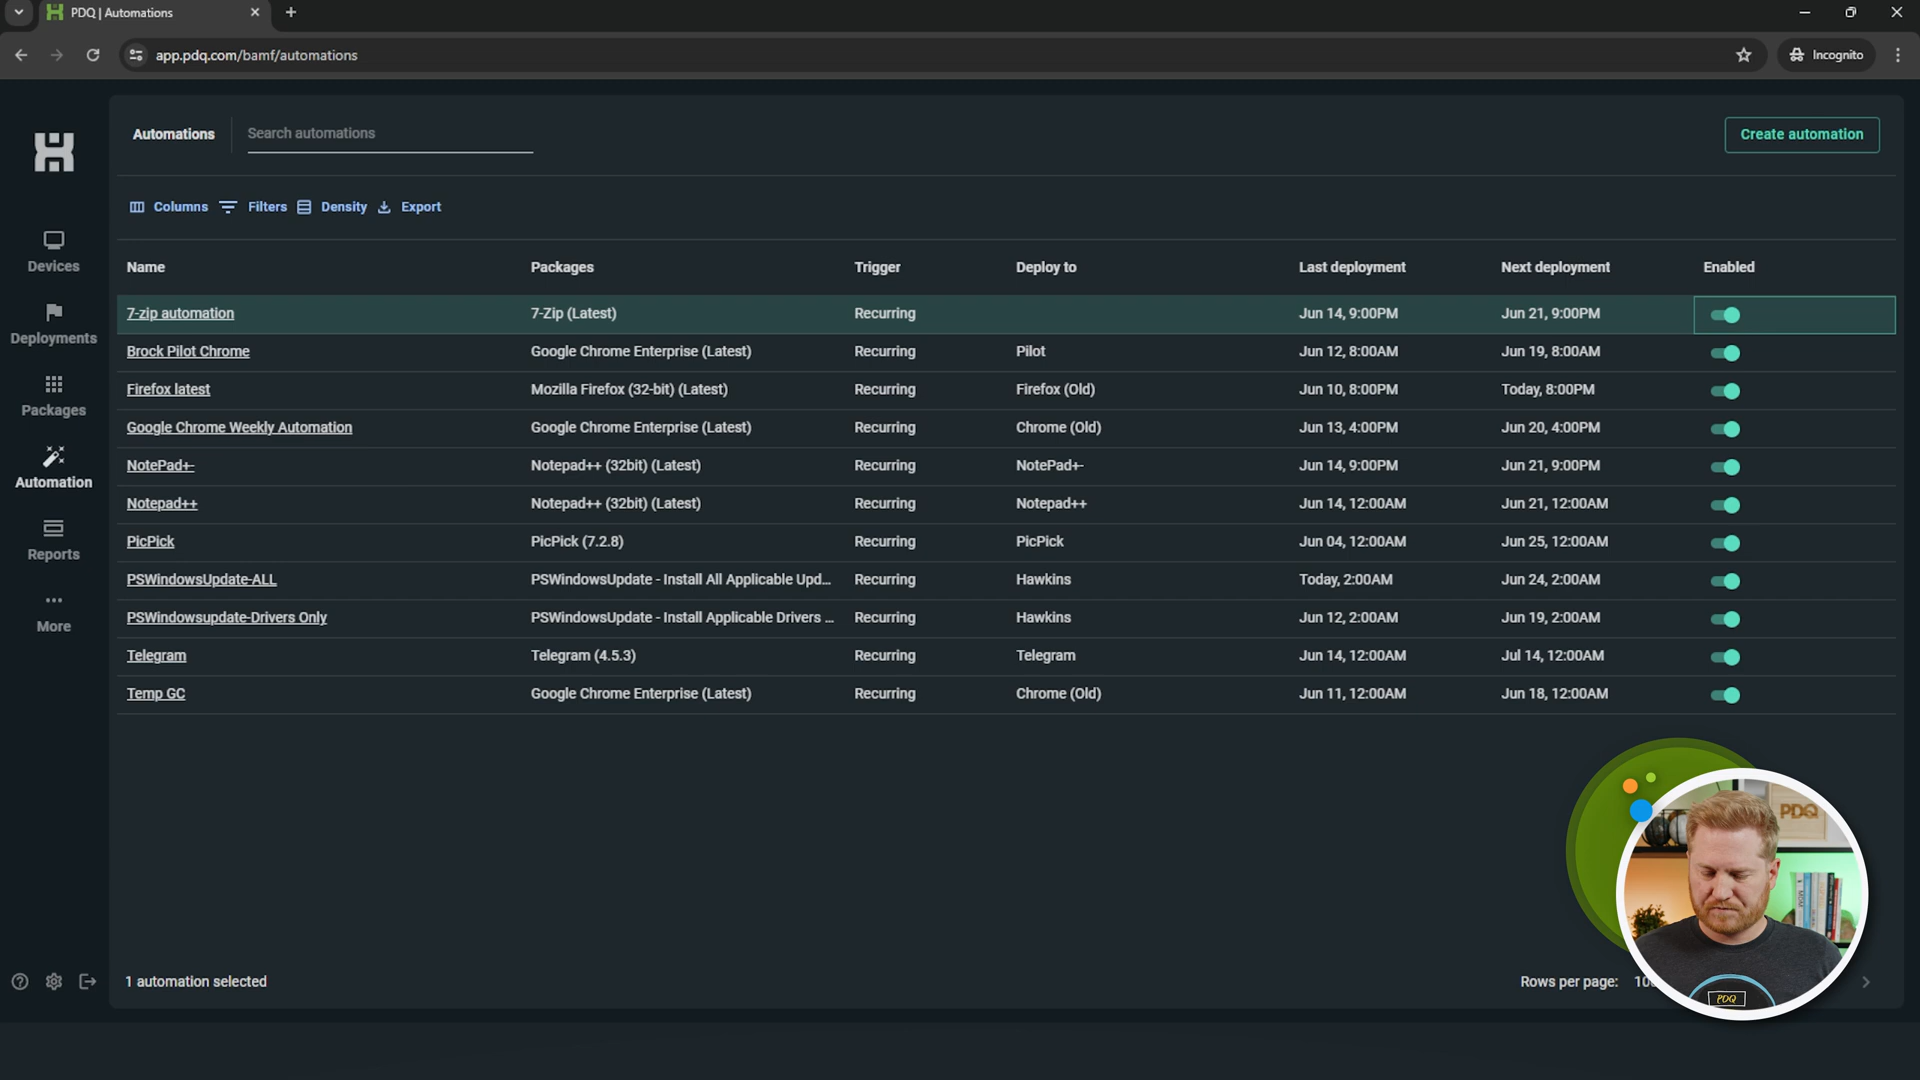 PDQ | Automations
app.pdq.com/bamf/automations
Incognito
Automations
Search automations
Create automation
Columns Filters Density Export
Devices
Deployments
Packages
Automation
Reports
More
Name Packages Trigger Deploy to Last deployment Next deployment Enabled
7-zip automation 7-Zip (Latest) Recurring Jun 14, 9:00PM Jun 21, 9:00PM
Brock Pilot Chrome Google Chrome Enterprise (Latest) Recurring Pilot Jun 12, 8:00AM Jun 19, 8:00AM
Firefox latest Mozilla Firefox (32-bit) (Latest) Recurring Firefox (Old) Jun 10, 8:00PM Today, 8:00PM
Google Chrome Weekly Automation Google Chrome Enterprise (Latest) Recurring Chrome (Old) Jun 13, 4:00PM Jun 20, 4:00PM
NotePad+- Notepad++ (32bit) (Latest) Recurring NotePad+- Jun 14, 9:00PM Jun 21, 9:00PM
Notepad++ Notepad++ (32bit) (Latest) Recurring Notepad++ Jun 14, 12:00AM Jun 21, 12:00AM
PicPick PicPick (7.2.8) Recurring PicPick Jun 04, 12:00AM Jun 25, 12:00AM
PSWindowsUpdate-ALL PSWindowsUpdate - Install All Applicable Upd... Recurring Hawkins Today, 2:00AM Jun 24, 2:00AM
PSWindowsupdate-Drivers Only PSWindowsUpdate - Install Applicable Drivers ... Recurring Hawkins Jun 12, 2:00AM Jun 19, 2:00AM
Telegram Telegram (4.5.3) Recurring Telegram Jun 14, 12:00AM Jul 14, 12:00AM
Temp GC Google Chrome Enterprise (Latest) Recurring Chrome (Old) Jun 11, 12:00AM Jun 18, 12:00AM
PDQ
PDQ
1 automation selected
Rows per page: